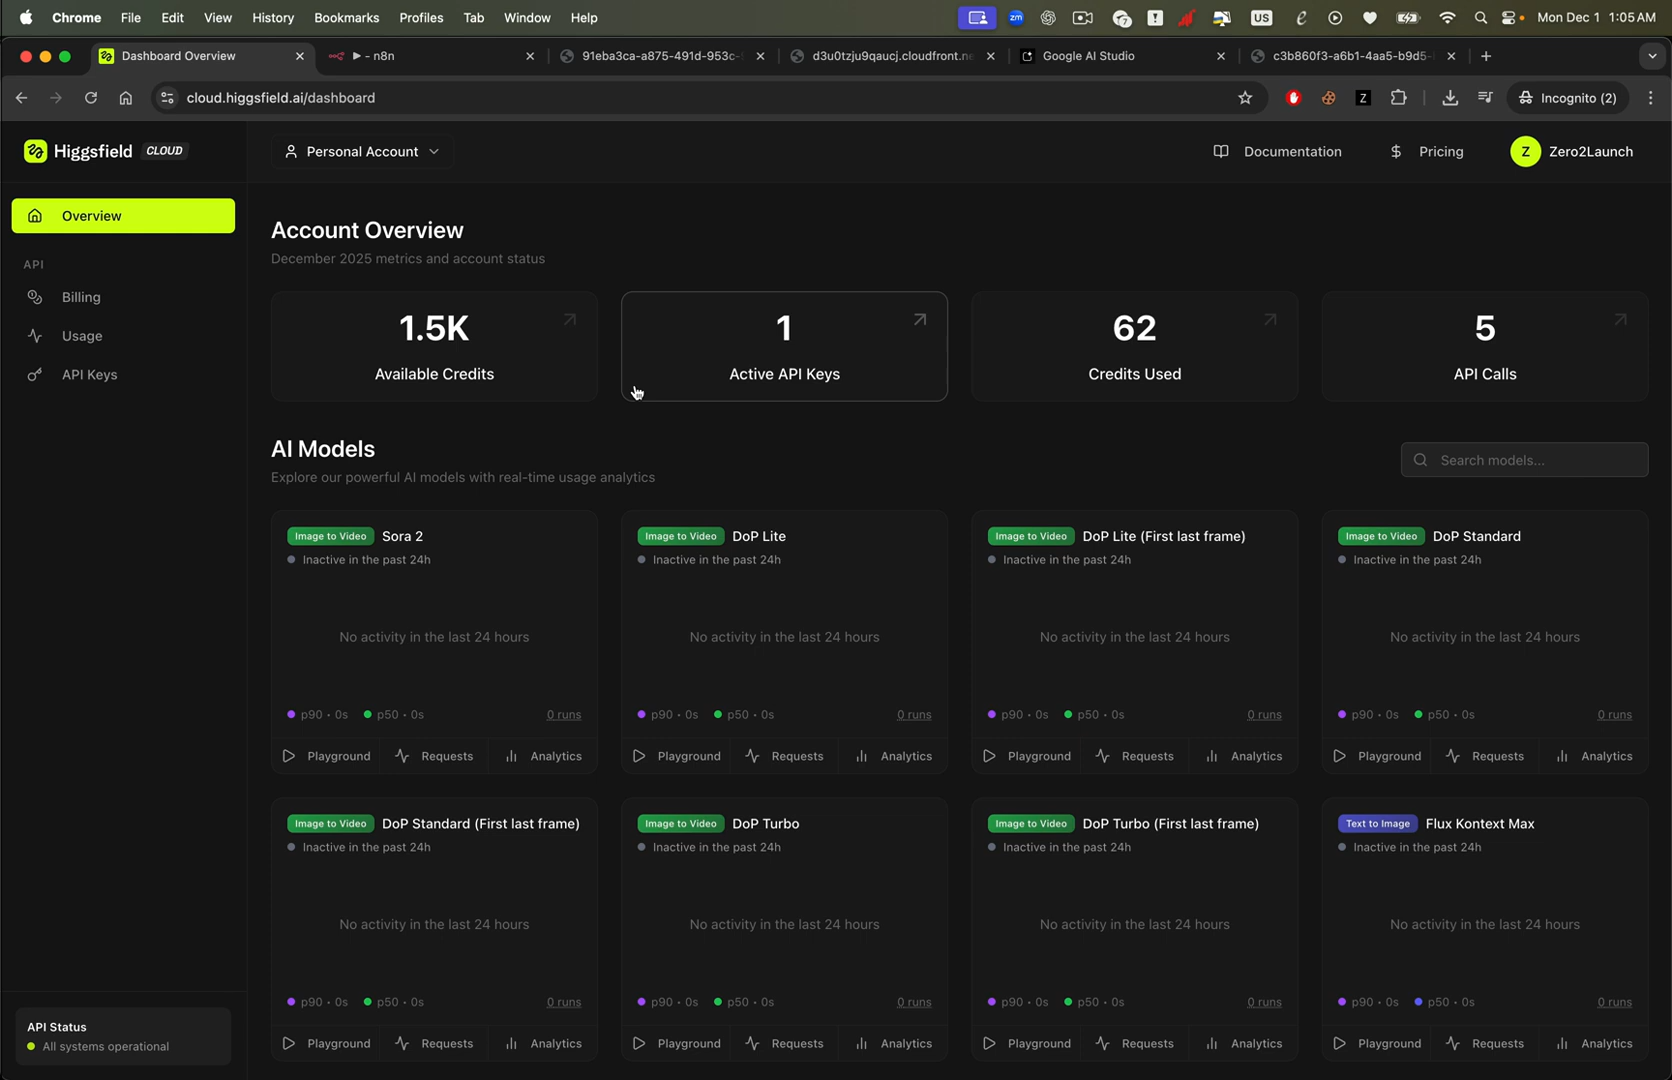 Chrome File Edit View History Bookmarks Profiles Tab Window Help
zm 7 US Mon Dec 1 1:05 AM
Dashboard Overview
- n8n
91eba3ca-a875-491d-953c-
d3u0tzju9qaucj.cloudfront.ne
Google AI Studio
c3b860f3-a6b1-4aa5-b9d5-
cloud.higgsfield.ai/dashboard
Z
Incognito (2)
Higgsfield CLOUD
Personal Account
Documentation
$ Pricing
Z Zero2Launch
Overview
API
Billing
Usage
API Keys
Account Overview
December 2025 metrics and account status
1.5K
Available Credits
1
Active API Keys
62
Credits Used
5
API Calls
AI Models
Explore our powerful AI models with real-time usage analytics
Search models...
Image to Video Sora 2
Inactive in the past 24h
No activity in the last 24 hours
p90 • 0s p50 • 0s 0 runs
Playground Requests Analytics
Image to Video DoP Lite
Inactive in the past 24h
No activity in the last 24 hours
p90 • 0s p50 • 0s 0 runs
Playground Requests Analytics
Image to Video DoP Lite (First last frame)
Inactive in the past 24h
No activity in the last 24 hours
p90 • 0s p50 • 0s 0 runs
Playground Requests Analytics
Image to Video DoP Standard
Inactive in the past 24h
No activity in the last 24 hours
p90 • 0s p50 • 0s 0 runs
Playground Requests Analytics
Image to Video DoP Standard (First last frame)
Inactive in the past 24h
No activity in the last 24 hours
p90 • 0s p50 • 0s 0 runs
Playground Requests Analytics
Image to Video DoP Turbo
Inactive in the past 24h
No activity in the last 24 hours
p90 • 0s p50 • 0s 0 runs
Playground Requests Analytics
Image to Video DoP Turbo (First last frame)
Inactive in the past 24h
No activity in the last 24 hours
p90 • 0s p50 • 0s 0 runs
Playground Requests Analytics
Text to Image Flux Kontext Max
Inactive in the past 24h
No activity in the last 24 hours
p90 • 0s p50 • 0s 0 runs
Playground Requests Analytics
API Status
All systems operational